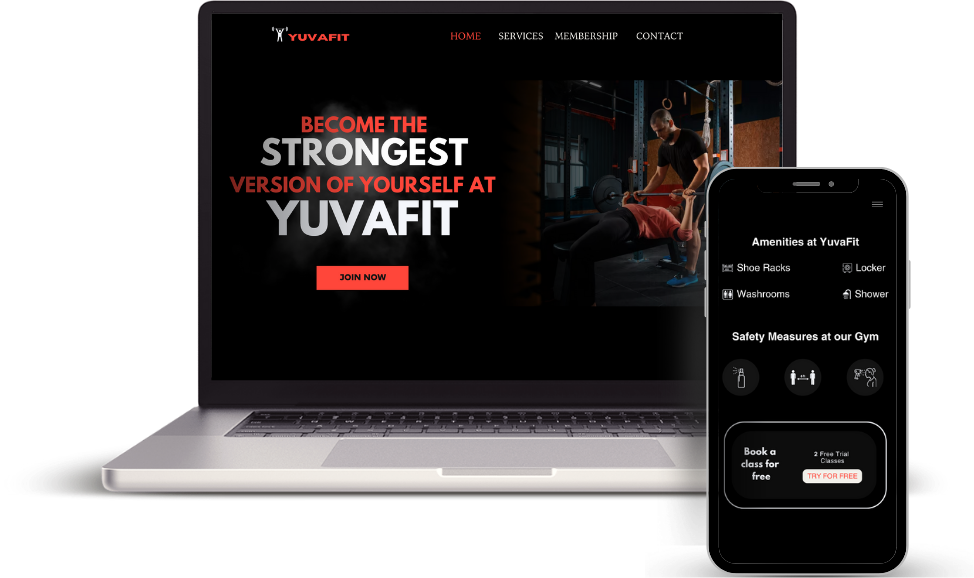 YUVAFIT
HOME SERVICES MEMBERSHIP CONTACT
BECOME THE
STRONGEST
VERSION OF YOURSELF AT
YUVAFIT
JOIN NOW
Amenities at YuvaFit
Shoe Racks Locker
Washrooms Shower
Safety Measures at our Gym
Book a
class for
free
2 Free Trial
Classes
TRY FOR FREE